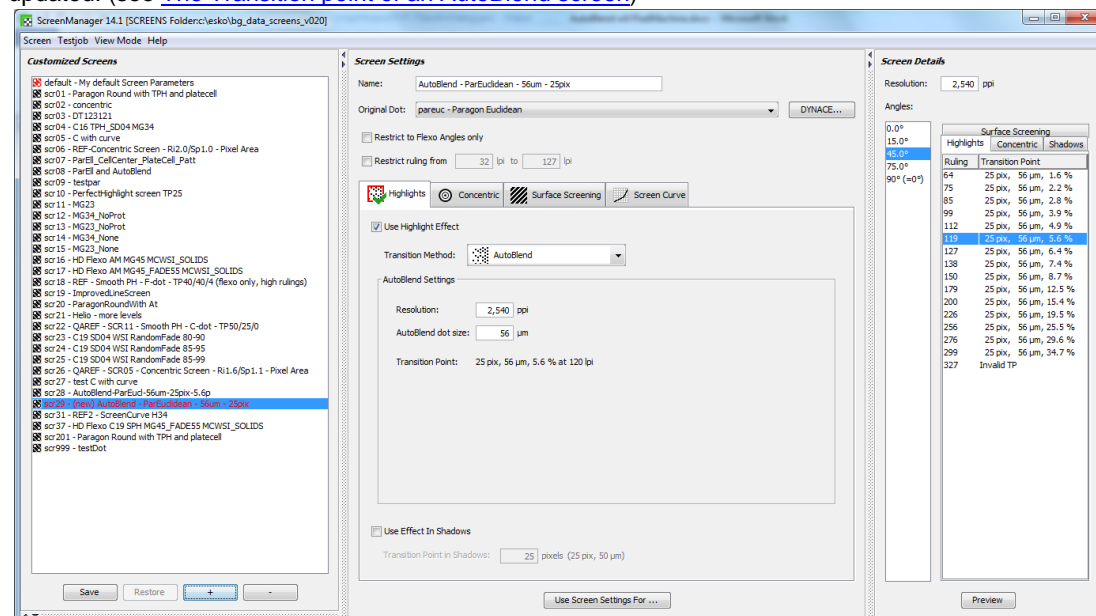 updated. (see The Transition point of an AutoBlend screen)
ScreenManager 14.1 [SCREENS Folder:c:\esko\bg_data_screens_v020]
Screen Testjob View Mode Help
Customized Screens
default - My default Screen Parameters
scr01 - Paragon Round with TPH and platecell
scr02 - concentric
scr03 - DT123121
scr04 - C16 TPH_SD04 MG34
scr05 - C with curve
scr06 - REF-Concentric Screen - Ri2.0/Sp1.0 - Pixel Area
scr07 - ParEll_CellCenter_PlateCell_Patt
scr08 - ParEll and AutoBlend
scr09 - testpar
scr10 - PerfectHighlight screen TP25
scr11 - MG23
scr12 - MG34_NoProt
scr13 - MG23_NoProt
scr14 - MG34_None
scr15 - MG23_None
scr16 - HD Flexo AM MG45 MCWSI_SOLIDS
scr17 - HD Flexo AM MG45_FADE55 MCWSI_SOLIDS
scr18 - REF - Smooth PH - F-dot - TP40/40/4 (flexo only, high rulings)
scr19 - ImprovedLineScreen
scr20 - ParagonRoundWith At
scr21 - Helio - more levels
scr22 - QAREF - SCR11 - Smooth PH - C-dot - TP50/25/0
scr23 - C19 SD04 WSI RandomFade 80-90
scr24 - C19 SD04 WSI RandomFade 85-95
scr25 - C19 SD04 WSI RandomFade 85-99
scr26 - QAREF - SCR05 - Concentric Screen - Ri1.6/Sp1.1 - Pixel Area
scr27 - test C with curve
scr28 - AutoBlend-ParEucl-56um-25pix-5.6p
scr29 - (new) AutoBlend - ParEuclidean - 56um - 25pix
scr31 - REF2 - ScreenCurve H34
scr37 - HD Flexo C19 SPH MG45_FADE55 MCWSI_SOLIDS
scr201 - Paragon Round with TPH and platecell
scr999 - testDot
Save Restore + -
Screen Settings
Name: AutoBlend - ParEuclidean - 56um - 25pix
Original Dot: pareuc - Paragon Euclidean DYNACE...
Restrict to Flexo Angles only
Restrict ruling from 32 lpi to 127 lpi
Highlights Concentric Surface Screening Screen Curve
Use Highlight Effect
Transition Method: AutoBlend
AutoBlend Settings
Resolution: 2,540 ppi
AutoBlend dot size: 56 µm
Transition Point: 25 pix, 56 µm, 5.6 % at 120 lpi
Use Effect In Shadows
Transition Point in Shadows: 25 pixels (25 pix, 50 µm)
Use Screen Settings For ...
Screen Details
Resolution: 2,540 ppi
Angles:
0.0°
15.0°
45.0°
75.0°
90° (=0°)
Surface Screening
Highlights Concentric Shadows
Ruling Transition Point
64 25 pix, 56 µm, 1.6 %
75 25 pix, 56 µm, 2.2 %
85 25 pix, 56 µm, 2.8 %
99 25 pix, 56 µm, 3.9 %
112 25 pix, 56 µm, 4.9 %
119 25 pix, 56 µm, 5.6 %
127 25 pix, 56 µm, 6.4 %
138 25 pix, 56 µm, 7.4 %
150 25 pix, 56 µm, 8.7 %
179 25 pix, 56 µm, 12.5 %
200 25 pix, 56 µm, 15.4 %
226 25 pix, 56 µm, 19.5 %
256 25 pix, 56 µm, 25.5 %
276 25 pix, 56 µm, 29.6 %
299 25 pix, 56 µm, 34.7 %
327 Invalid TP
Preview